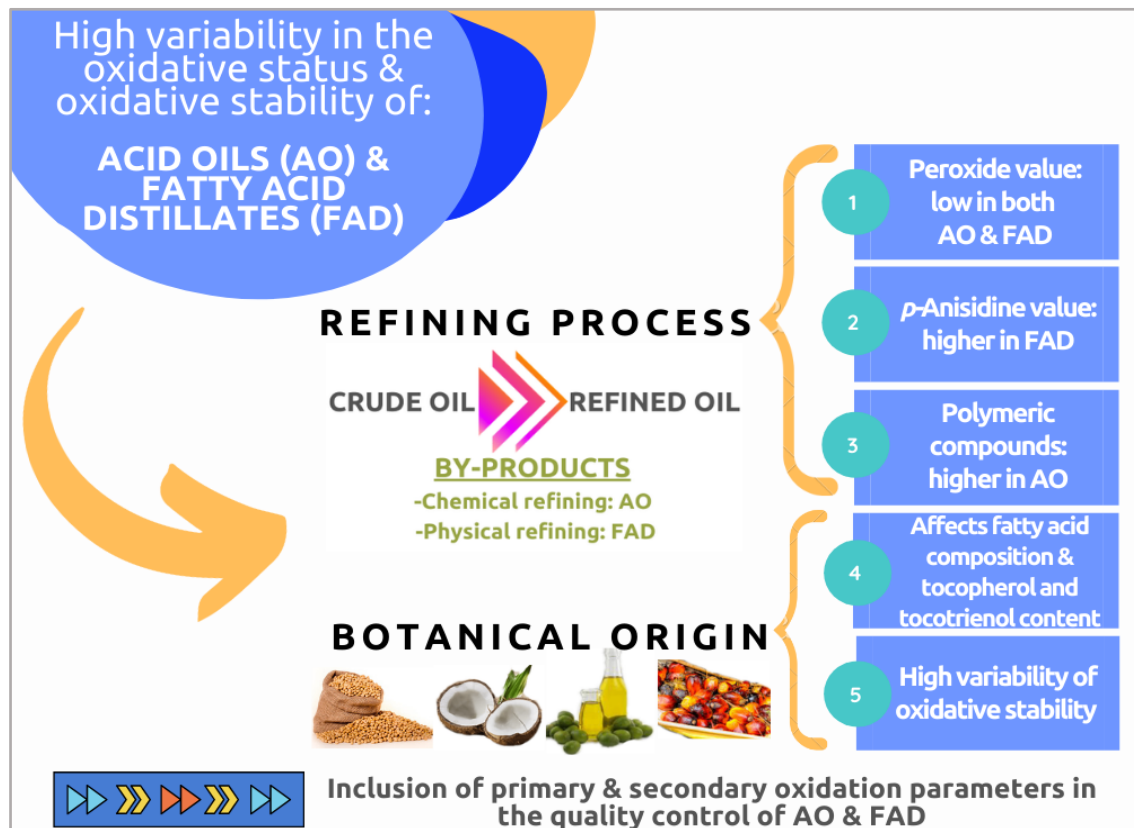 High variability in the
oxidative status &
oxidative stability of:
ACID OILS (AO) &
FATTY ACID
DISTILLATES (FAD)
REFINING PROCESS
CRUDE OIL REFINED OIL
BY-PRODUCTS
-Chemical refining: AO
-Physical refining: FAD
1
Peroxide value:
low in both
AO & FAD
2
p-Anisidine value:
higher in FAD
3
Polymeric
compounds:
higher in AO
BOTANICAL ORIGIN
4
Affects fatty acid
composition &
tocopherol and
tocotrienol content
5
High variability of
oxidative stability
Inclusion of primary & secondary oxidation parameters in
the quality control of AO & FAD